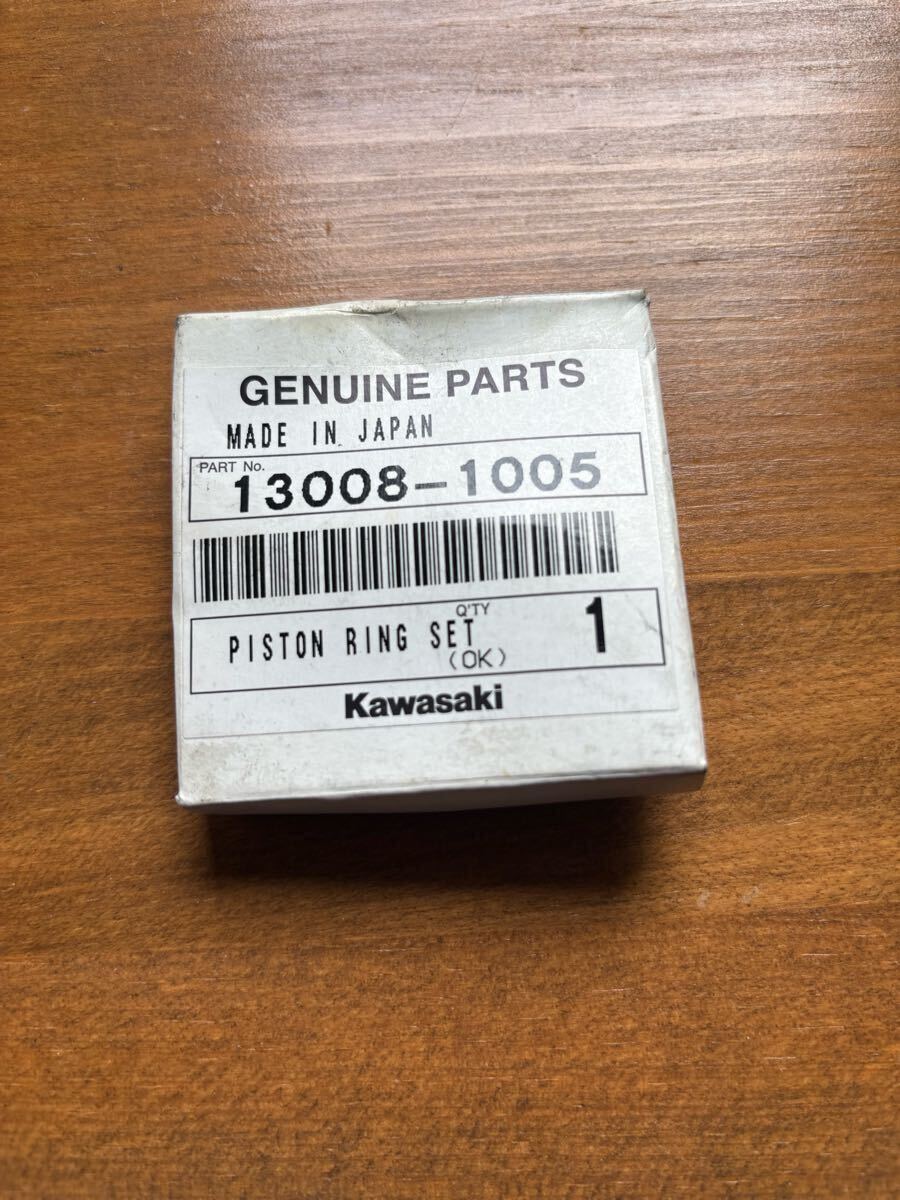 GENUINE PARTS
MADE IN JAPAN
PART No.
13008-1005
Q'TY
PISTON RING SET 1
(OK)
Kawasaki